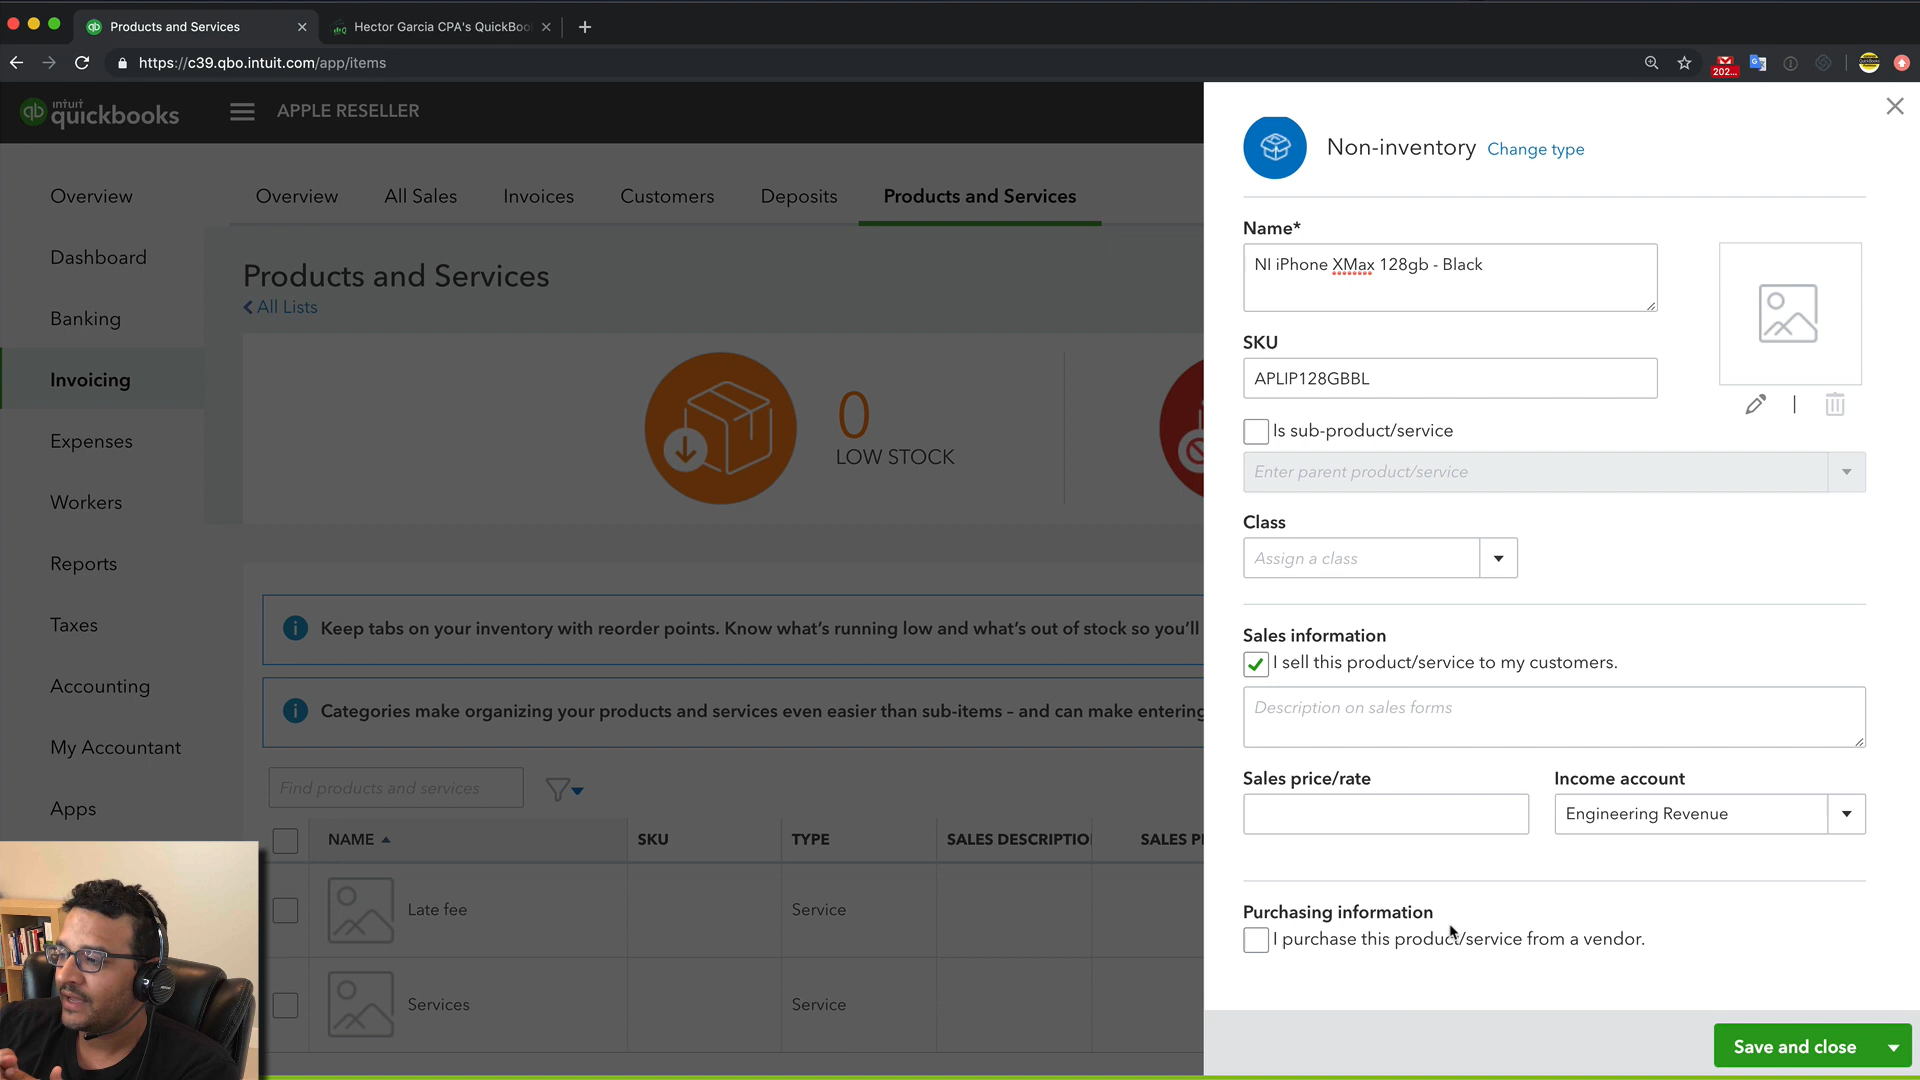 Products and Services
Hector Garcia CPA's QuickBoo
https://c39.qbo.intuit.com/app/items
202...
intuit
quickbooks
APPLE RESELLER
Overview
Dashboard
Banking
Invoicing
Expenses
Workers
Reports
Taxes
Accounting
My Accountant
Apps
Overview
All Sales
Invoices
Customers
Deposits
Products and Services
Products and Services
All Lists
0
LOW STOCK
Keep tabs on your inventory with reorder points. Know what's running low and what's out of stock so you'll
Categories make organizing your products and services even easier than sub-items – and can make entering
Find products and services
NAME
SKU
TYPE
SALES DESCRIPTIO
SALES P
Late fee
Service
Services
Service
Non-inventory
Change type
Name*
NI iPhone XMax 128gb - Black
SKU
APLIP128GBBL
Is sub-product/service
Enter parent product/service
Class
Assign a class
Sales information
I sell this product/service to my customers.
Description on sales forms
Sales price/rate
Income account
Engineering Revenue
Purchasing information
I purchase this product/service from a vendor.
Save and close